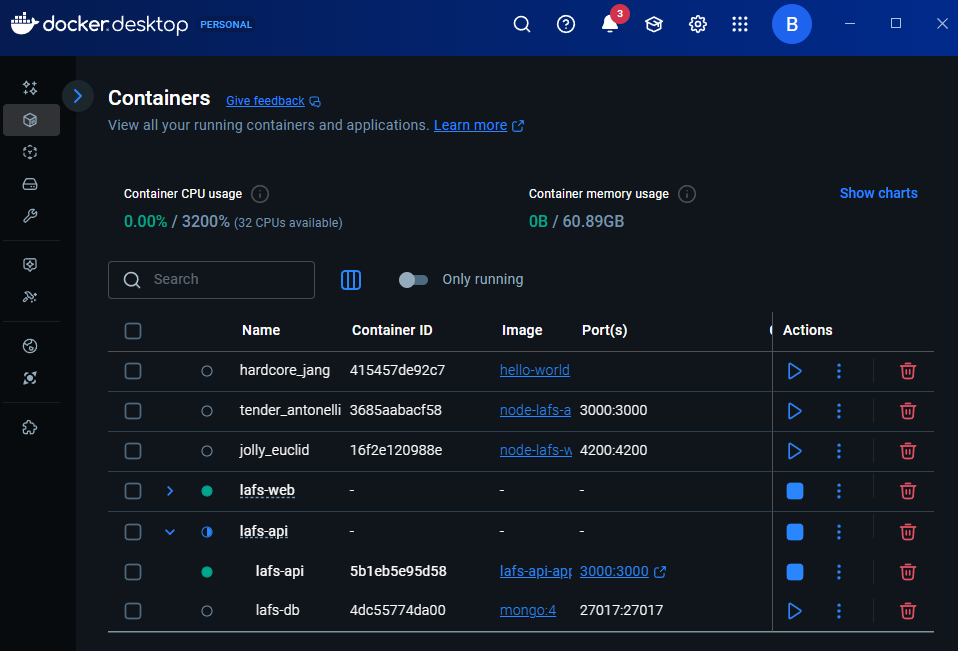 docker.desktop PERSONAL 3 B
Containers Give feedback
View all your running containers and applications. Learn more
Container CPU usage Container memory usage Show charts
0.00% / 3200% (32 CPUs available) 0B / 60.89GB
Search Only running
Name Container ID Image Port(s) Actions
hardcore_jang 415457de92c7 hello-world
tender_antonelli 3685aabacf58 node-lafs-a 3000:3000
jolly_euclid 16f2e120988e node-lafs-w 4200:4200
lafs-web - - -
lafs-api - - -
lafs-api 5b1eb5e95d58 lafs-api-app 3000:3000
lafs-db 4dc55774da00 mongo:4 27017:27017